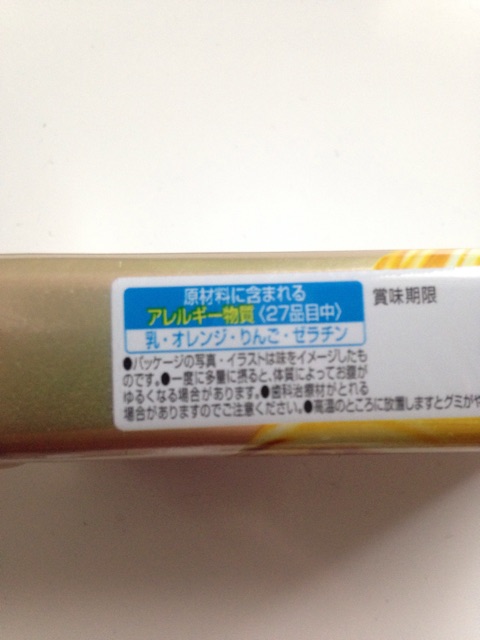 原材料に含まれる
アレルギー物質〈27品目中〉
乳・オレンジ・りんご・ゼラチン
賞味期限
●パッケージの写真・イラストは味をイメージしたも
のです。●一度に多量に摂ると、体質によってお腹が
ゆるくなる場合があります。●歯科治療材がとれる
場合がありますのでご注意ください。●高温のところに放置しますとグミがや